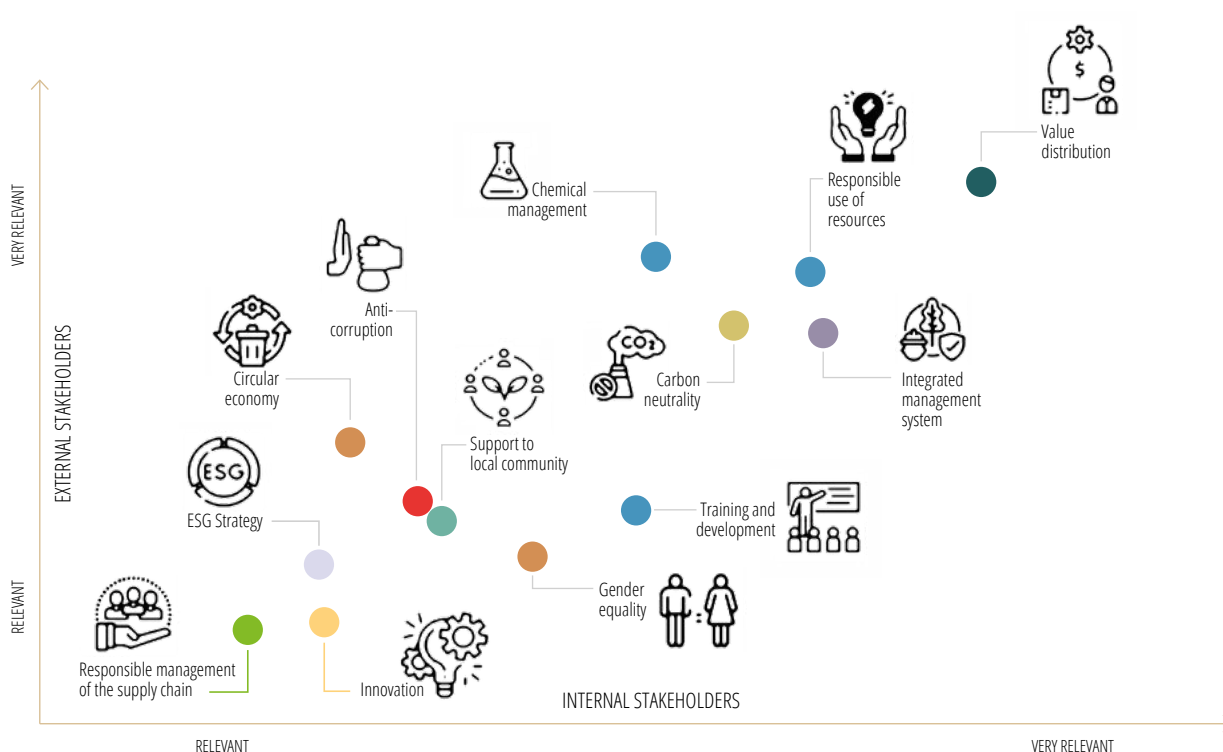 $
Value
distribution
Responsible
use of
resources
Chemical
management
VERY RELEVANT
Anti-
corruption
CO2
Carbon
neutrality
Integrated
management
system
Circular
economy
EXTERNAL STAKEHOLDERS
Support to
local community
ESG
ESG Strategy
Training and
development
RELEVANT
Gender
equality
Responsible management
of the supply chain
Innovation
INTERNAL STAKEHOLDERS
RELEVANT
VERY RELEVANT